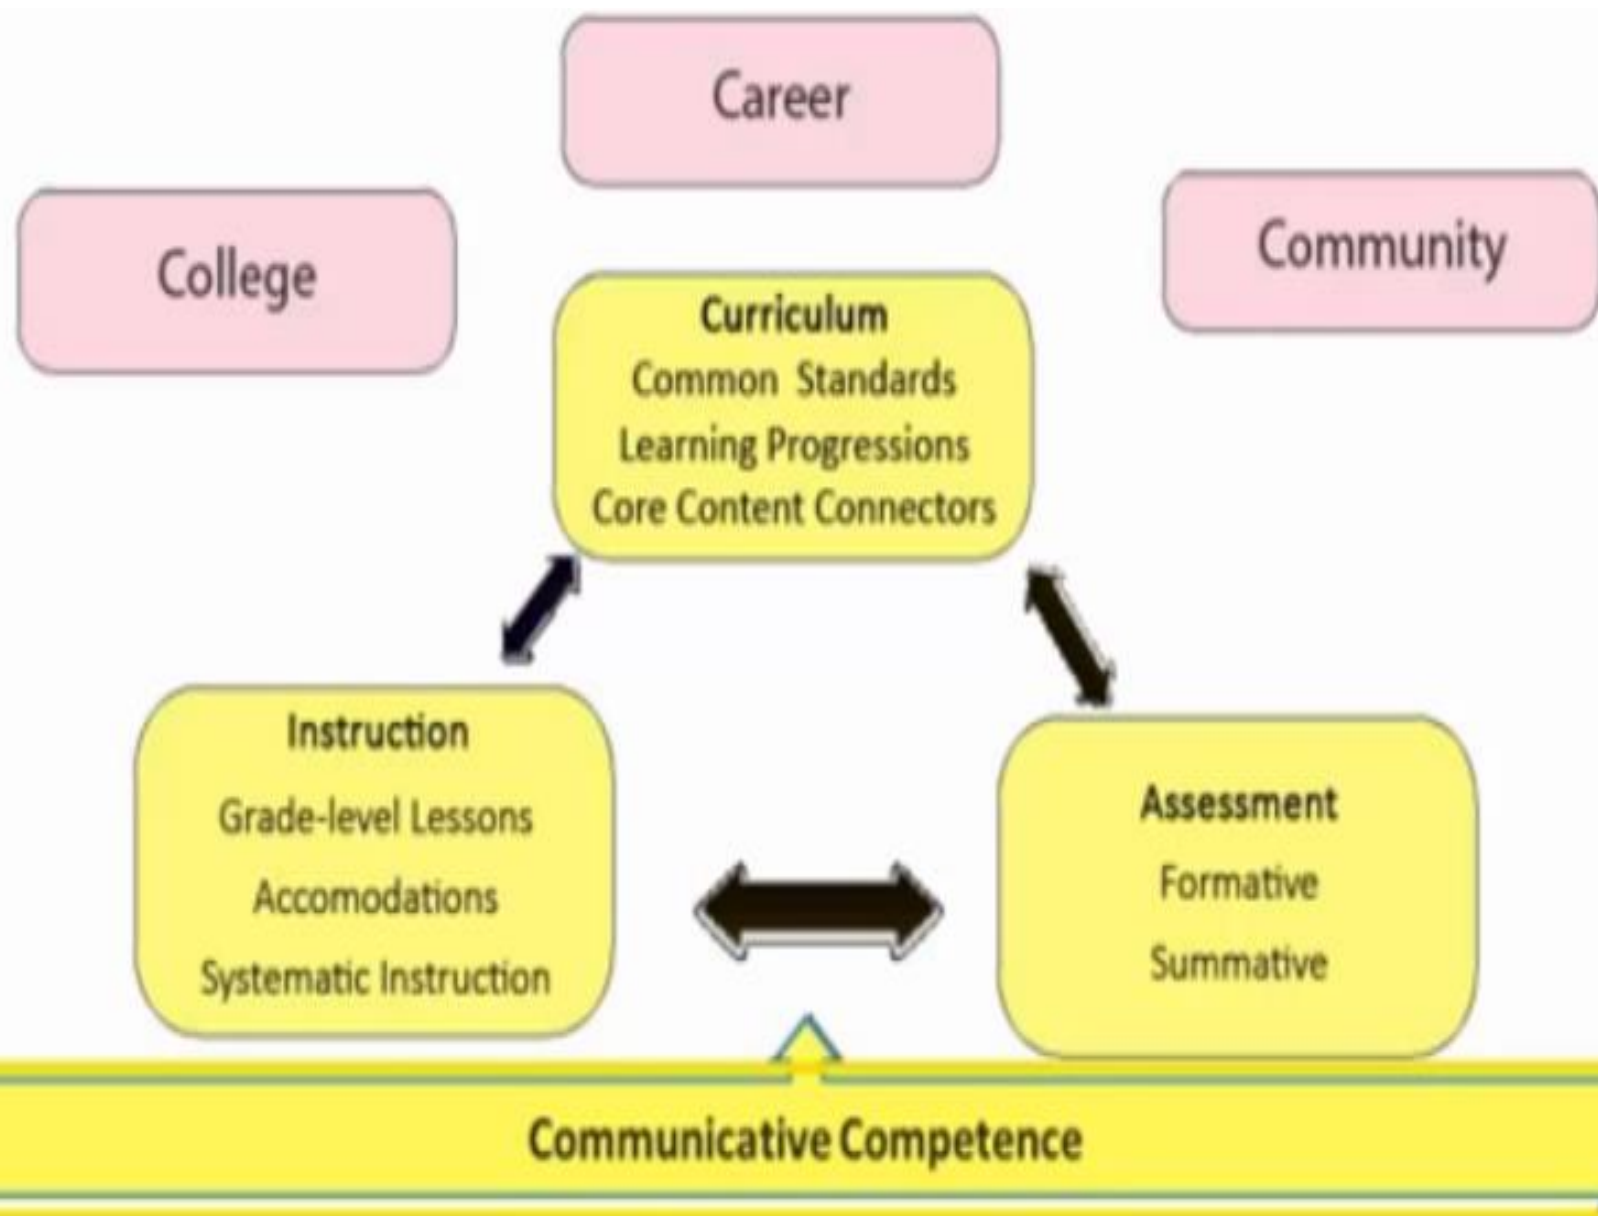 Career
College
Community
Curriculum
Common Standards
Learning Progressions
Core Content Connectors
Instruction
Grade-level Lessons
Accomodations
Systematic Instruction
Assessment
Formative
Summative
Communicative Competence